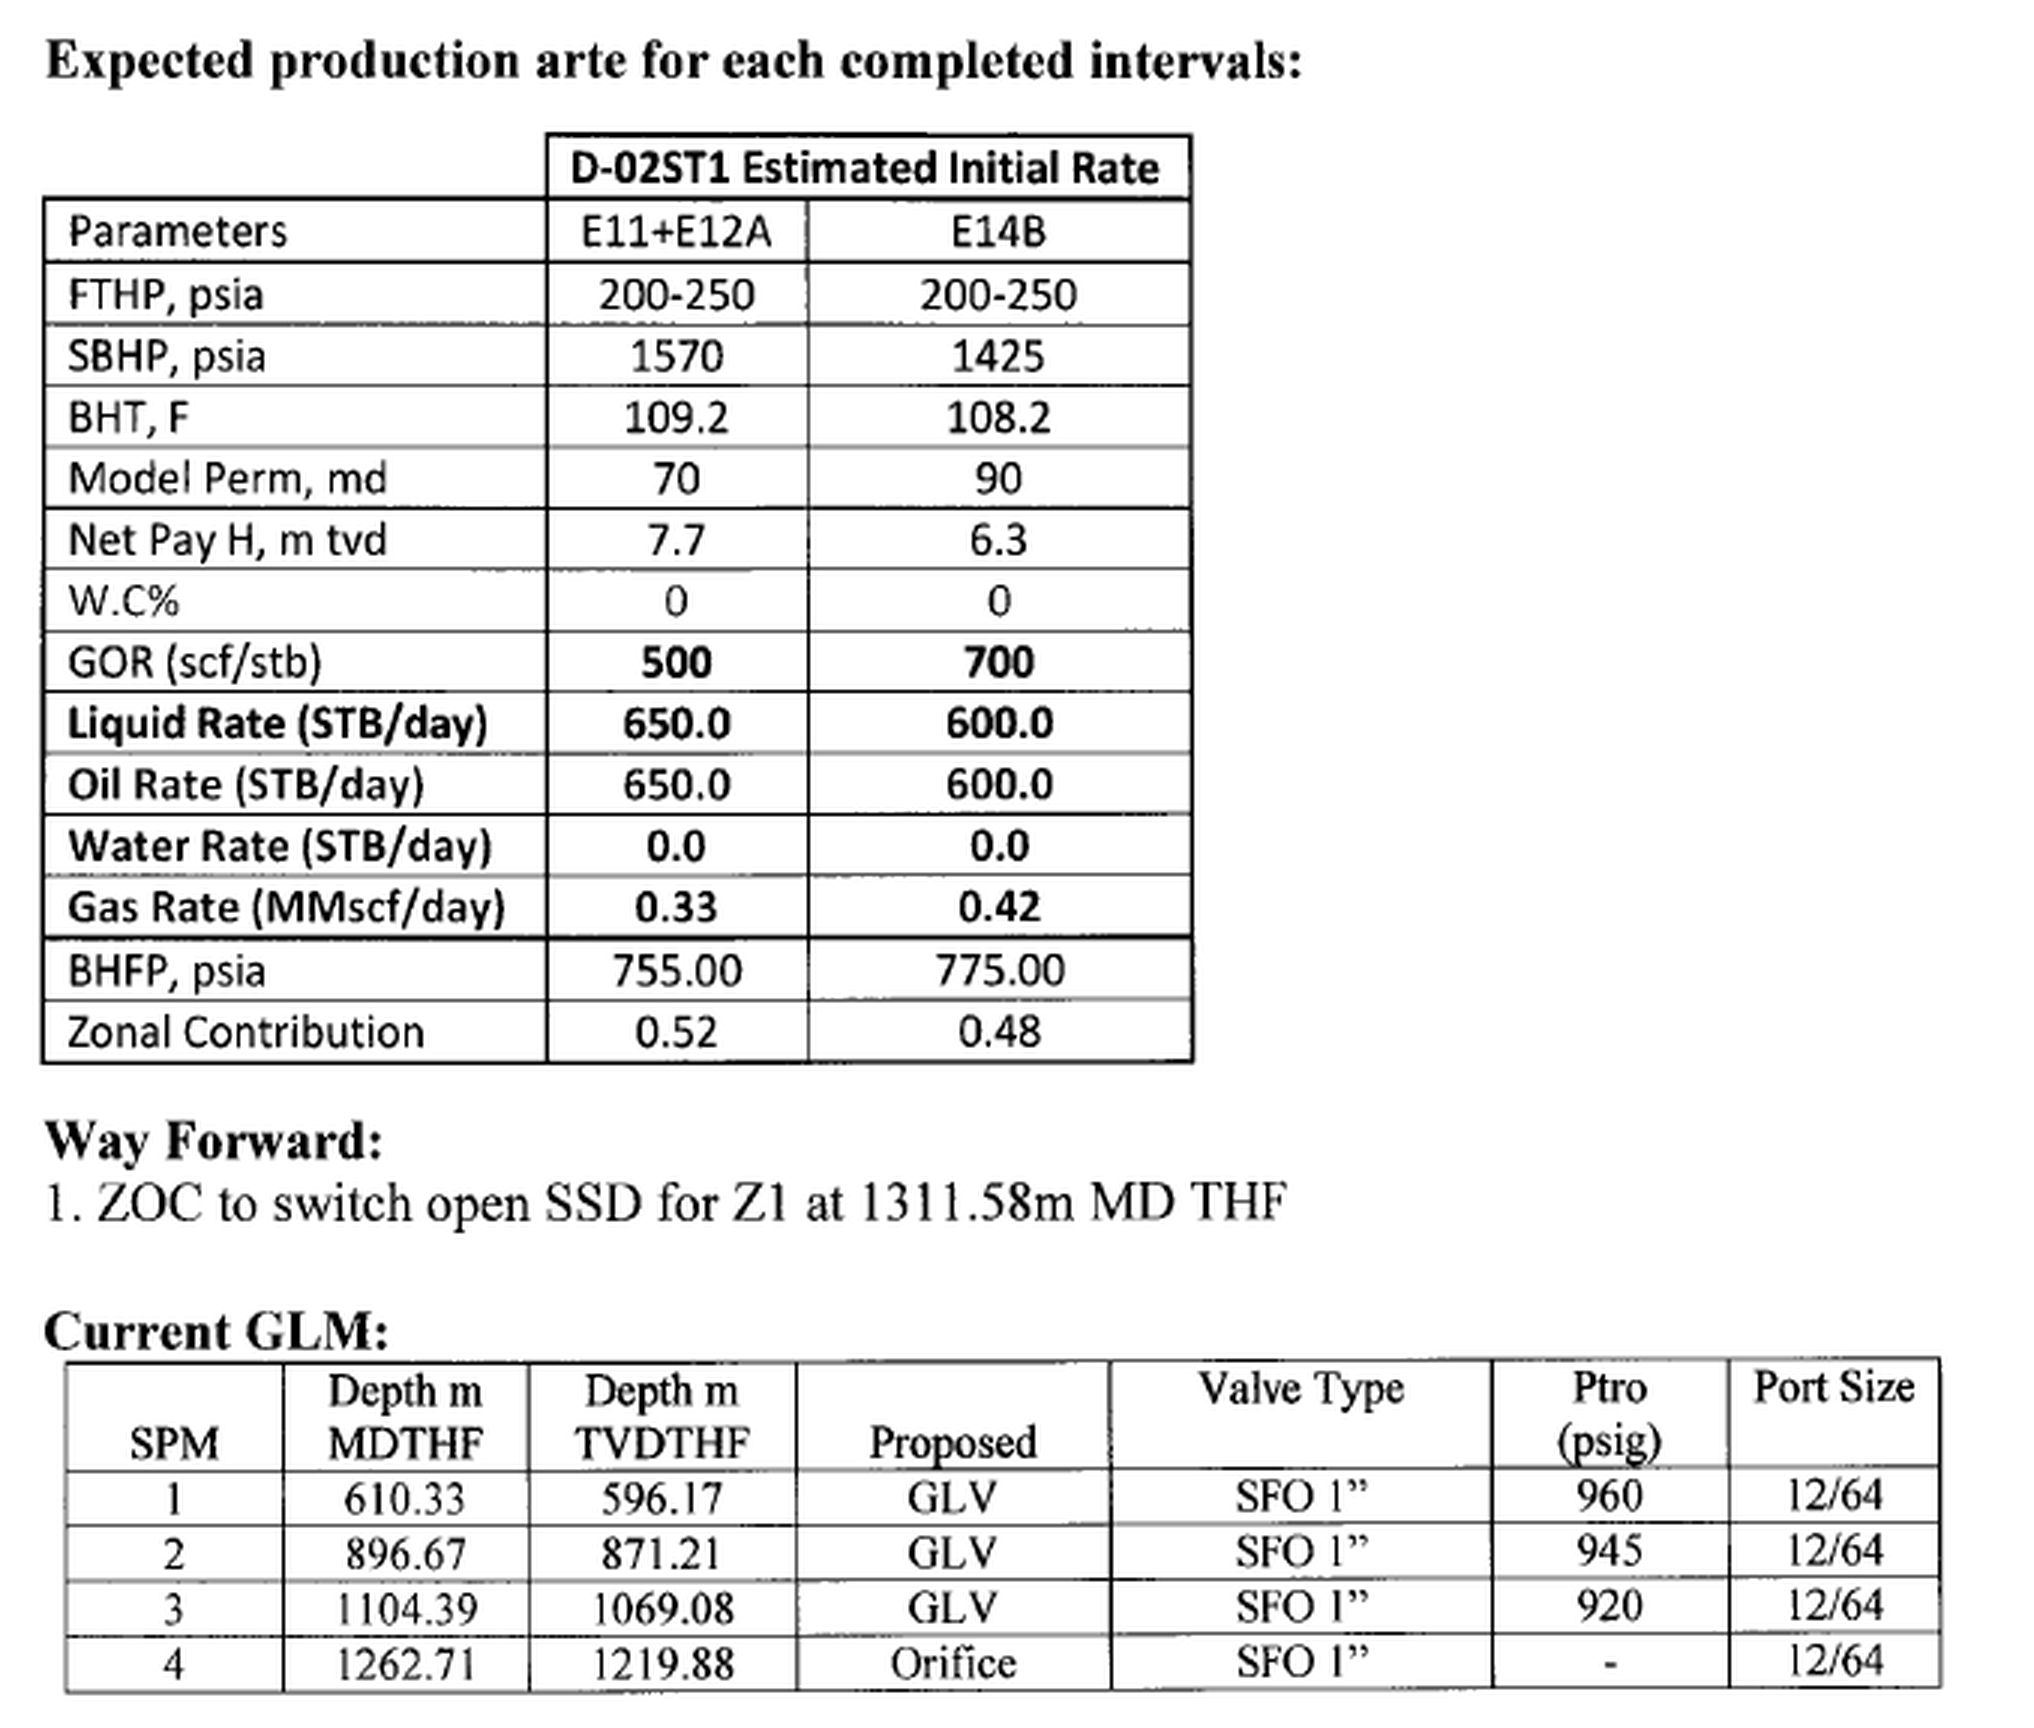 Expected production arte for each completed intervals:
D-02ST1 Estimated Initial Rate
Parameters E11+E12A E14B
FTHP, psia 200-250 200-250
SBHP, psia 1570 1425
BHT, F 109.2 108.2
Model Perm, md 70 90
Net Pay H, m tvd 7.7 6.3
W.C% 0 0
GOR (scf/stb) 500 700
Liquid Rate (STB/day) 650.0 600.0
Oil Rate (STB/day) 650.0 600.0
Water Rate (STB/day) 0.0 0.0
Gas Rate (MMscf/day) 0.33 0.42
BHFP, psia 755.00 775.00
Zonal Contribution 0.52 0.48
Way Forward:
1. ZOC to switch open SSD for Z1 at 1311.58m MD THF
Current GLM:
Depth m Depth m Valve Type Ptro Port Size
SPM MDTHF TVDTHF Proposed (psig)
1 610.33 596.17 GLV SFO 1” 960 12/64
2 896.67 871.21 GLV SFO 1” 945 12/64
3 1104.39 1069.08 GLV SFO 1” 920 12/64
4 1262.71 1219.88 Orifice SFO 1” - 12/64